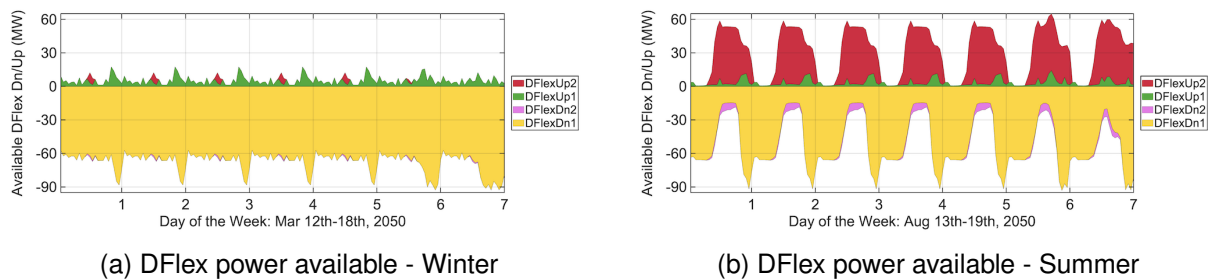 Available DFlex Dn/Up (MW)
60
30
0
-30
-60
-90
1 2 3 4 5 6 7
Day of the Week: Mar 12th-18th, 2050
DFlexUp2
DFlexUp1
DFlexDn2
DFlexDn1
(a) DFlex power available - Winter
Available DFlex Dn/Up (MW)
60
30
0
-30
-60
-90
1 2 3 4 5 6 7
Day of the Week: Aug 13th-19th, 2050
DFlexUp2
DFlexUp1
DFlexDn2
DFlexDn1
(b) DFlex power available - Summer